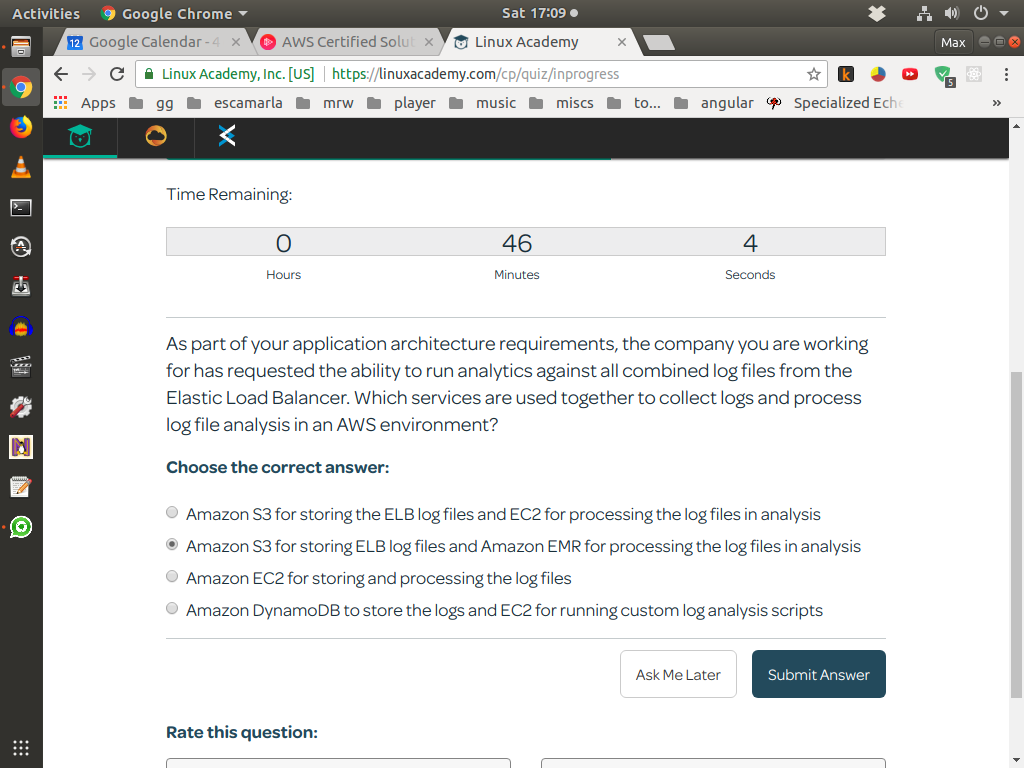 Activities Google Chrome Sat 17:09
Google Calendar - 4 AWS Certified Solut Linux Academy Max
Linux Academy, Inc. [US] https://linuxacademy.com/cp/quiz/inprogress
Apps gg escamarla mrw player music miscs to... angular Specialized Eche »
Time Remaining:
0 46 4
Hours Minutes Seconds
As part of your application architecture requirements, the company you are working
for has requested the ability to run analytics against all combined log files from the
Elastic Load Balancer. Which services are used together to collect logs and process
log file analysis in an AWS environment?
Choose the correct answer:
Amazon S3 for storing the ELB log files and EC2 for processing the log files in analysis
Amazon S3 for storing ELB log files and Amazon EMR for processing the log files in analysis
Amazon EC2 for storing and processing the log files
Amazon DynamoDB to store the logs and EC2 for running custom log analysis scripts
Ask Me Later Submit Answer
Rate this question: